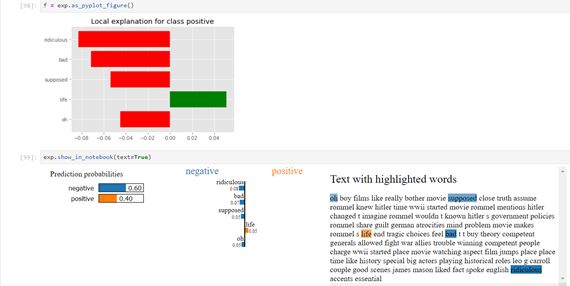 [98]: f = exp.as_pyplot_figure()
Local explanation for class positive
ridiculous
bad
supposed
life
oh
−0.08 −0.06 −0.04 −0.02 0.00 0.02 0.04
[99]: exp.show_in_notebook(text=True)
Prediction probabilities
negative 0.60
positive 0.40
negative positive
ridiculous
0.08
bad
0.07
supposed
0.05
life
0.05
oh
0.05
Text with highlighted words
oh boy films like really bother movie supposed close truth assume
rommel knew hitler time wwii started movie rommel mentions hitler
changed t imagine rommel wouldn t known hitler s government policies
rommel share guilt german atrocities mind problem movie makes
rommel s life end tragic choices feel bad t t buy theory competent
generals allowed fight war allies trouble winning competent people
charge wwii started place movie watching aspect film jumps place place
time like history special big actors playing historical roles leo g carroll
couple good scenes james mason liked fact spoke english ridiculous
accents essential